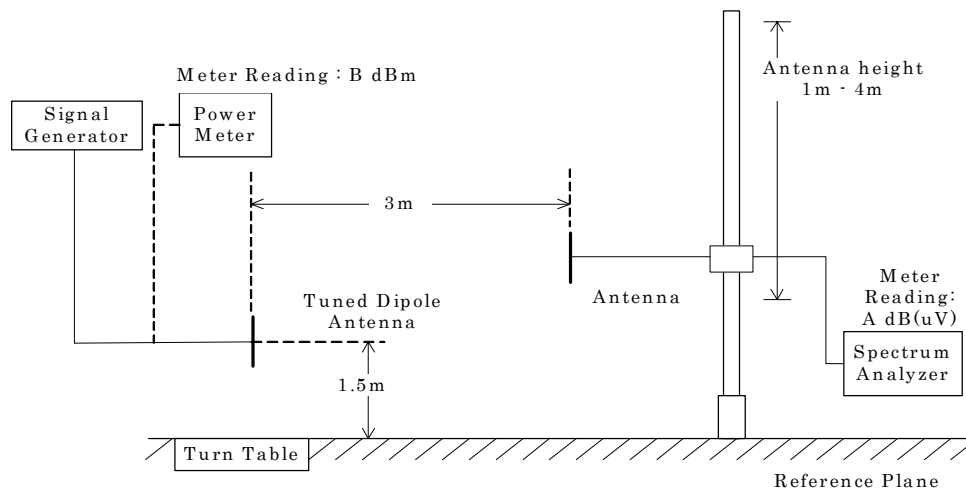 Meter Reading : B dBm
Signal
Generator
Power
Meter
Antenna height
1m - 4m
3m
Tuned Dipole
Antenna
Antenna
Meter
Reading:
A dB(uV)
Spectrum
Analyzer
1.5m
Turn Table
Reference Plane